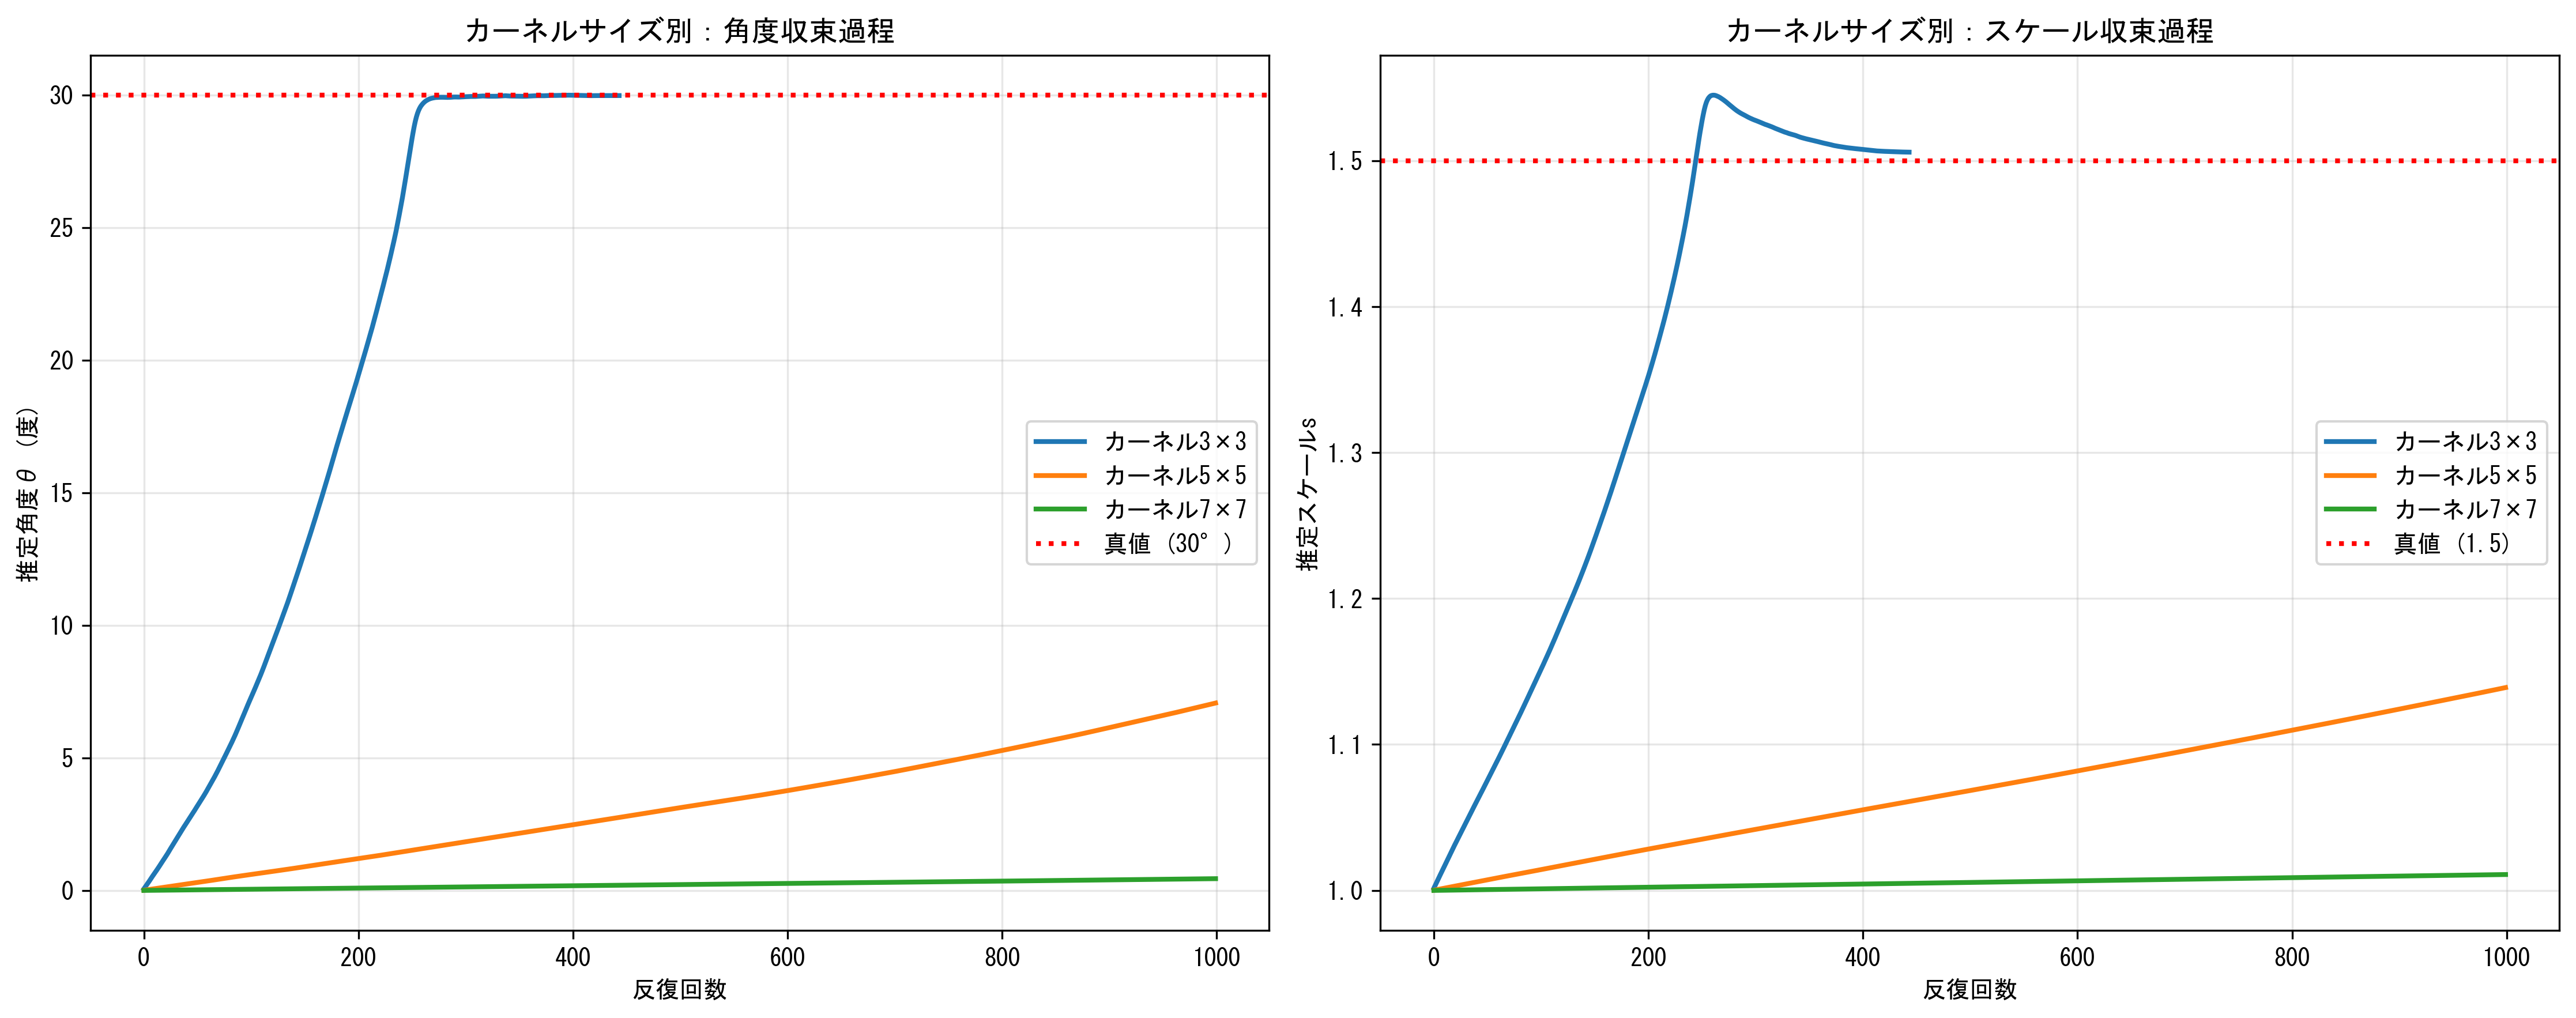 カーネルサイズ別：角度収束過程
30
25
20
15
10
5
0
0 200 400 600 800 1000
推定角度θ (度)
反復回数
カーネル3×3
カーネル5×5
カーネル7×7
真値 (30°)
カーネルサイズ別：スケール収束過程
1.5
1.4
1.3
1.2
1.1
1.0
0 200 400 600 800 1000
推定スケールs
反復回数
カーネル3×3
カーネル5×5
カーネル7×7
真値 (1.5)